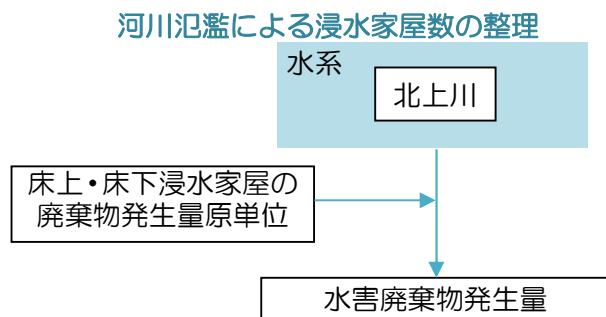 河川氾濫による浸水家屋数の整理
水系
北上川
床上・床下浸水家屋の
廃棄物発生量原単位
水害廃棄物発生量